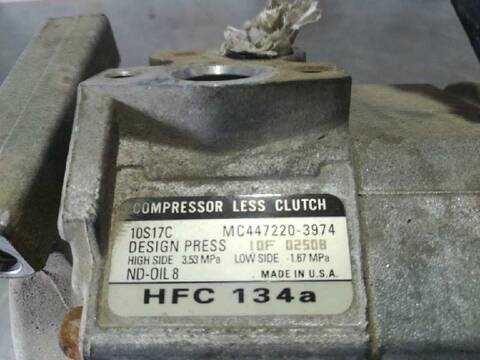 COMPRESSOR LESS CLUTCH
10S17C MC447220-3974
DESIGN PRESS 10F 02508
HIGH SIDE 3.53 MPa LOW SIDE -1.67 MPa
ND-OIL 8 MADE IN U.S.A.
HFC 134a